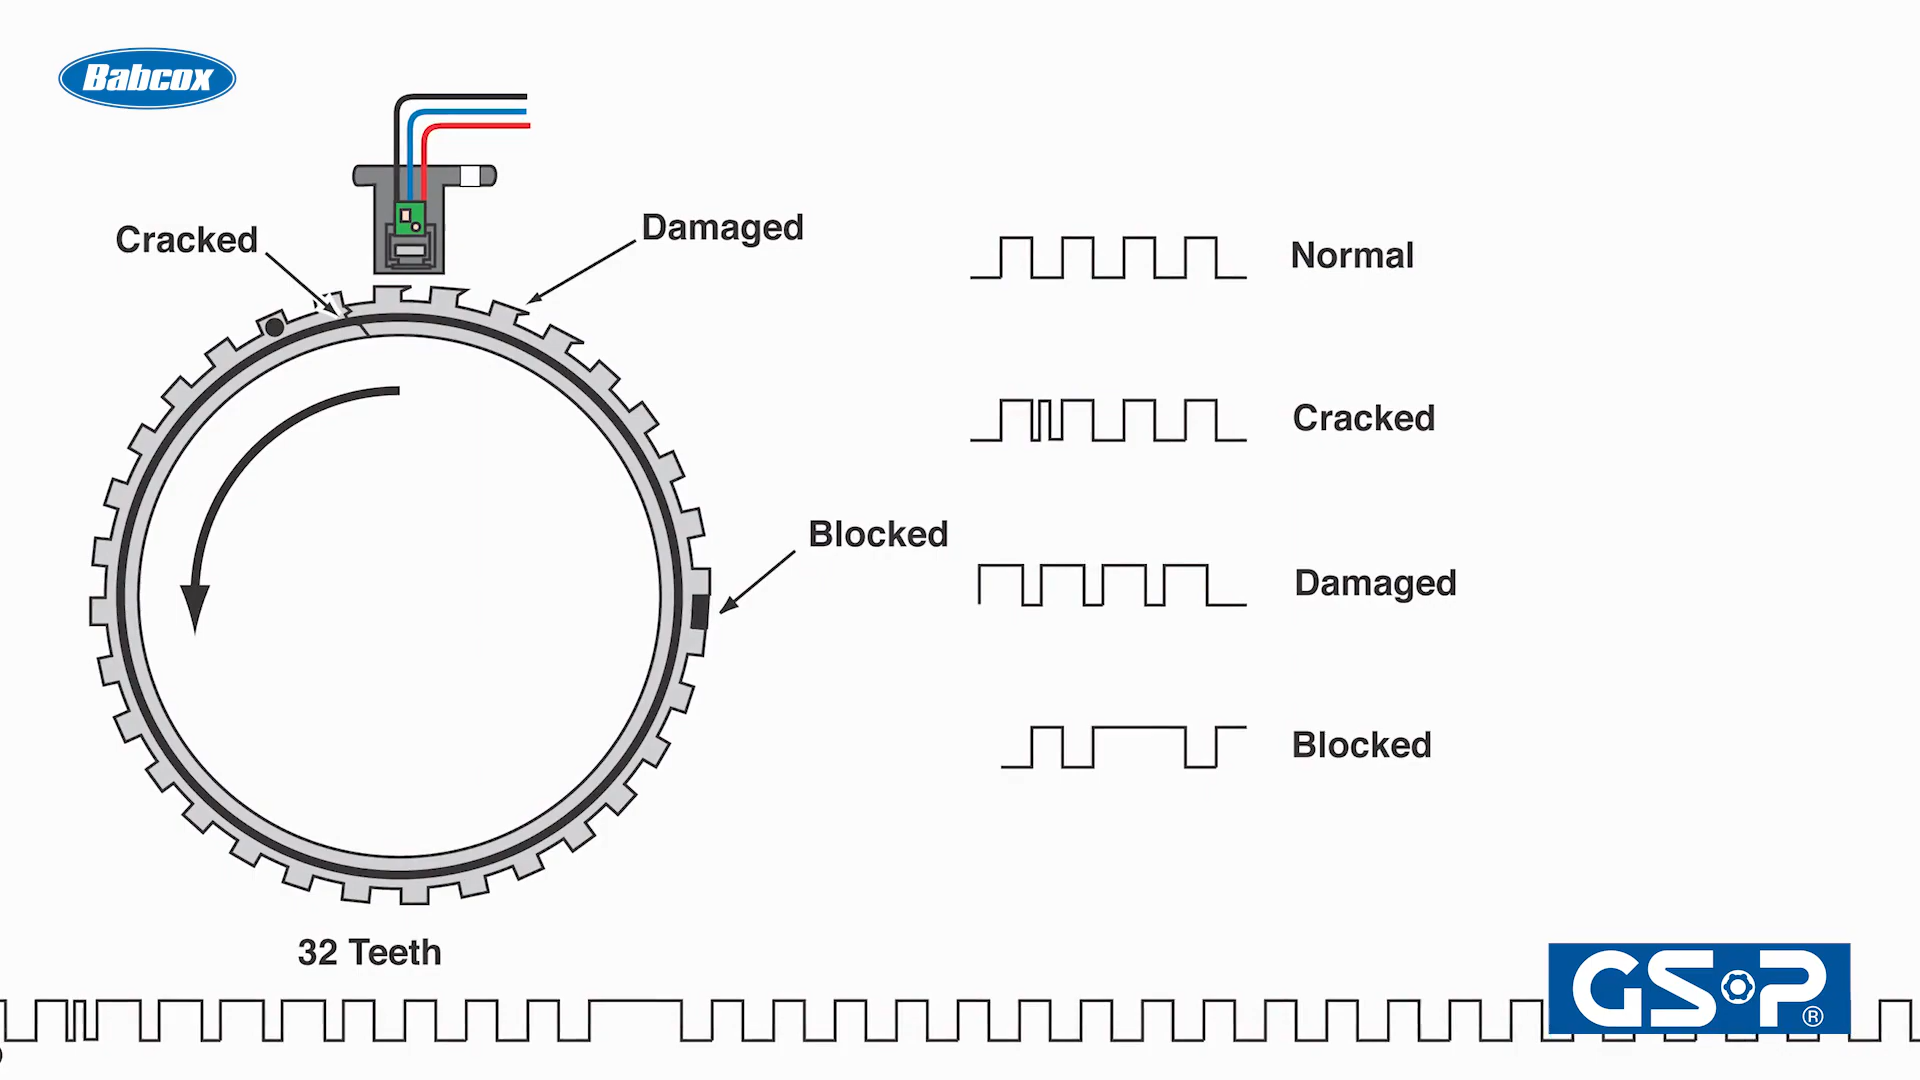 Babcox
Cracked
Damaged
Normal
Cracked
Blocked
Damaged
Blocked
32 Teeth
GSP®